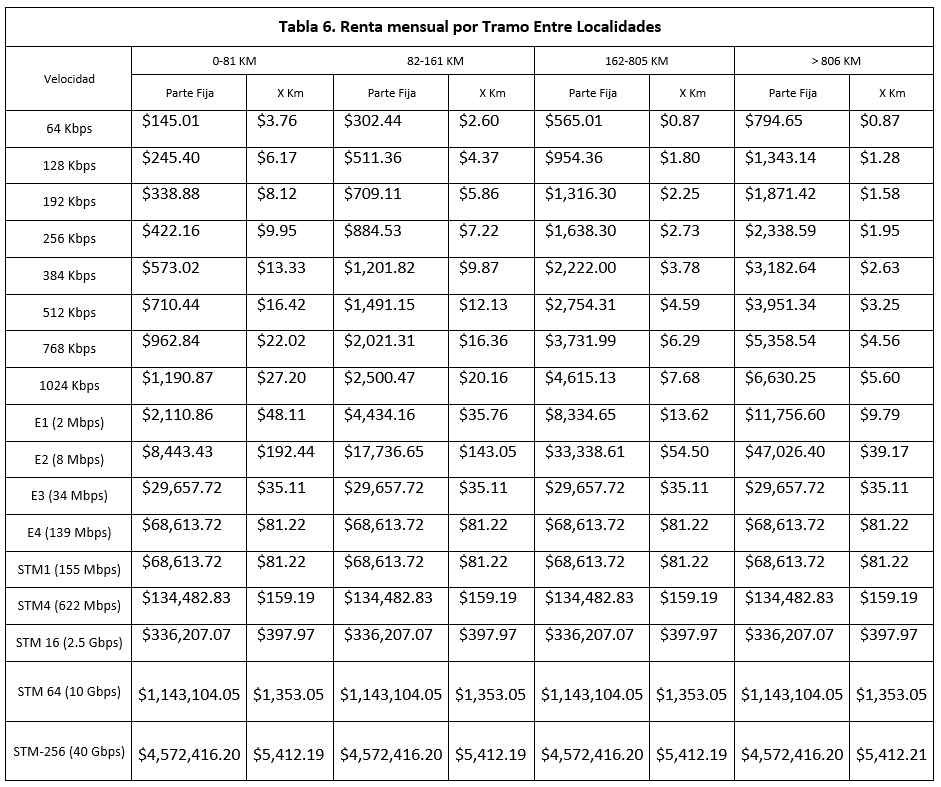 Tabla 6. Renta mensual por Tramo Entre Localidades
Velocidad 0-81 KM 82-161 KM 162-805 KM > 806 KM
Parte Fija X Km Parte Fija X Km Parte Fija X Km Parte Fija X Km
64 Kbps $145.01 $3.76 $302.44 $2.60 $565.01 $0.87 $794.65 $0.87
128 Kbps $245.40 $6.17 $511.36 $4.37 $954.36 $1.80 $1,343.14 $1.28
192 Kbps $338.88 $8.12 $709.11 $5.86 $1,316.30 $2.25 $1,871.42 $1.58
256 Kbps $422.16 $9.95 $884.53 $7.22 $1,638.30 $2.73 $2,338.59 $1.95
384 Kbps $573.02 $13.33 $1,201.82 $9.87 $2,222.00 $3.78 $3,182.64 $2.63
512 Kbps $710.44 $16.42 $1,491.15 $12.13 $2,754.31 $4.59 $3,951.34 $3.25
768 Kbps $962.84 $22.02 $2,021.31 $16.36 $3,731.99 $6.29 $5,358.54 $4.56
1024 Kbps $1,190.87 $27.20 $2,500.47 $20.16 $4,615.13 $7.68 $6,630.25 $5.60
E1 (2 Mbps) $2,110.86 $48.11 $4,434.16 $35.76 $8,334.65 $13.62 $11,756.60 $9.79
E2 (8 Mbps) $8,443.43 $192.44 $17,736.65 $143.05 $33,338.61 $54.50 $47,026.40 $39.17
E3 (34 Mbps) $29,657.72 $35.11 $29,657.72 $35.11 $29,657.72 $35.11 $29,657.72 $35.11
E4 (139 Mbps) $68,613.72 $81.22 $68,613.72 $81.22 $68,613.72 $81.22 $68,613.72 $81.22
STM1 (155 Mbps) $68,613.72 $81.22 $68,613.72 $81.22 $68,613.72 $81.22 $68,613.72 $81.22
STM4 (622 Mbps) $134,482.83 $159.19 $134,482.83 $159.19 $134,482.83 $159.19 $134,482.83 $159.19
STM 16 (2.5 Gbps) $336,207.07 $397.97 $336,207.07 $397.97 $336,207.07 $397.97 $336,207.07 $397.97
STM 64 (10 Gbps) $1,143,104.05 $1,353.05 $1,143,104.05 $1,353.05 $1,143,104.05 $1,353.05 $1,143,104.05 $1,353.05
STM-256 (40 Gbps) $4,572,416.20 $5,412.19 $4,572,416.20 $5,412.19 $4,572,416.20 $5,412.19 $4,572,416.20 $5,412.21